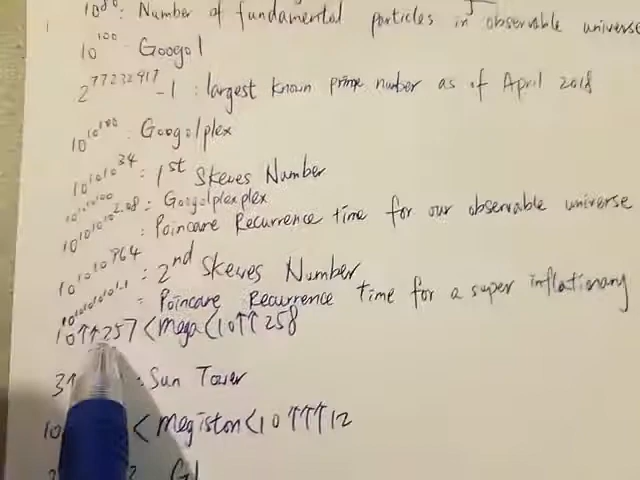 10^80: Number of fundamental particles in observable universe
10^100: Googol
2^77232917-1: largest known prime number as of April 2018
10^10^100: Googolplex
10^10^10^34: 1st Skewes Number
10^10^10^100: Googolplexplex
10^10^10^10^2.08: Poincare Recurrence time for our observable universe
10^10^10^964: 2nd Skewes Number
10^10^10^10^10^1.1: Poincare Recurrence Time for a super inflationary
10↑↑257<mega<10↑↑258
3↑ : Sun Tower
10 <megiston<10↑↑↑12
G1